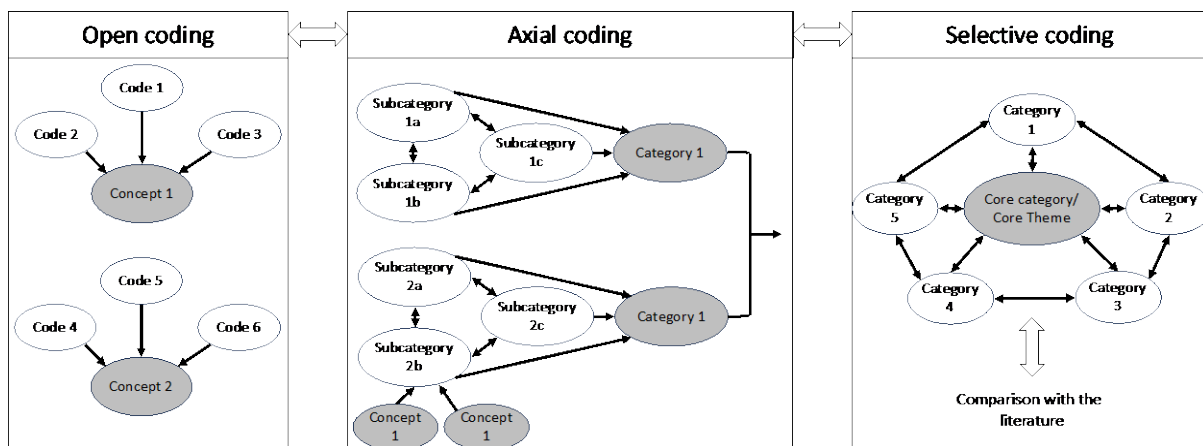 Open coding
Code 1
Code 2
Code 3
Concept 1
Code 5
Code 4
Code 6
Concept 2
Axial coding
Subcategory
1a
Subcategory
1c
Category 1
Subcategory
1b
Subcategory
2a
Subcategory
2c
Category 1
Subcategory
2b
Concept
1
Concept
1
Selective coding
Category
1
Category
5
Core category/
Core Theme
Category
2
Category
4
Category
3
Comparison with the
literature